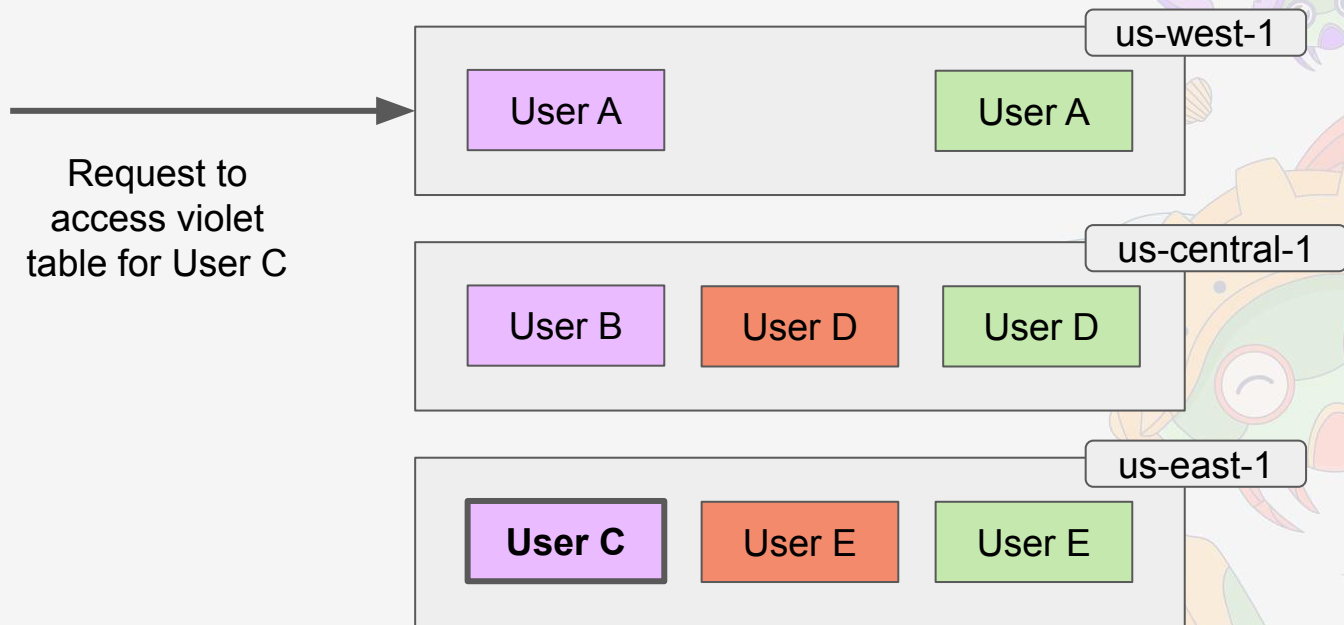 us-west-1
User A
User A
Request to
access violet
table for User C
us-central-1
User B
User D
User D
us-east-1
User C
User E
User E